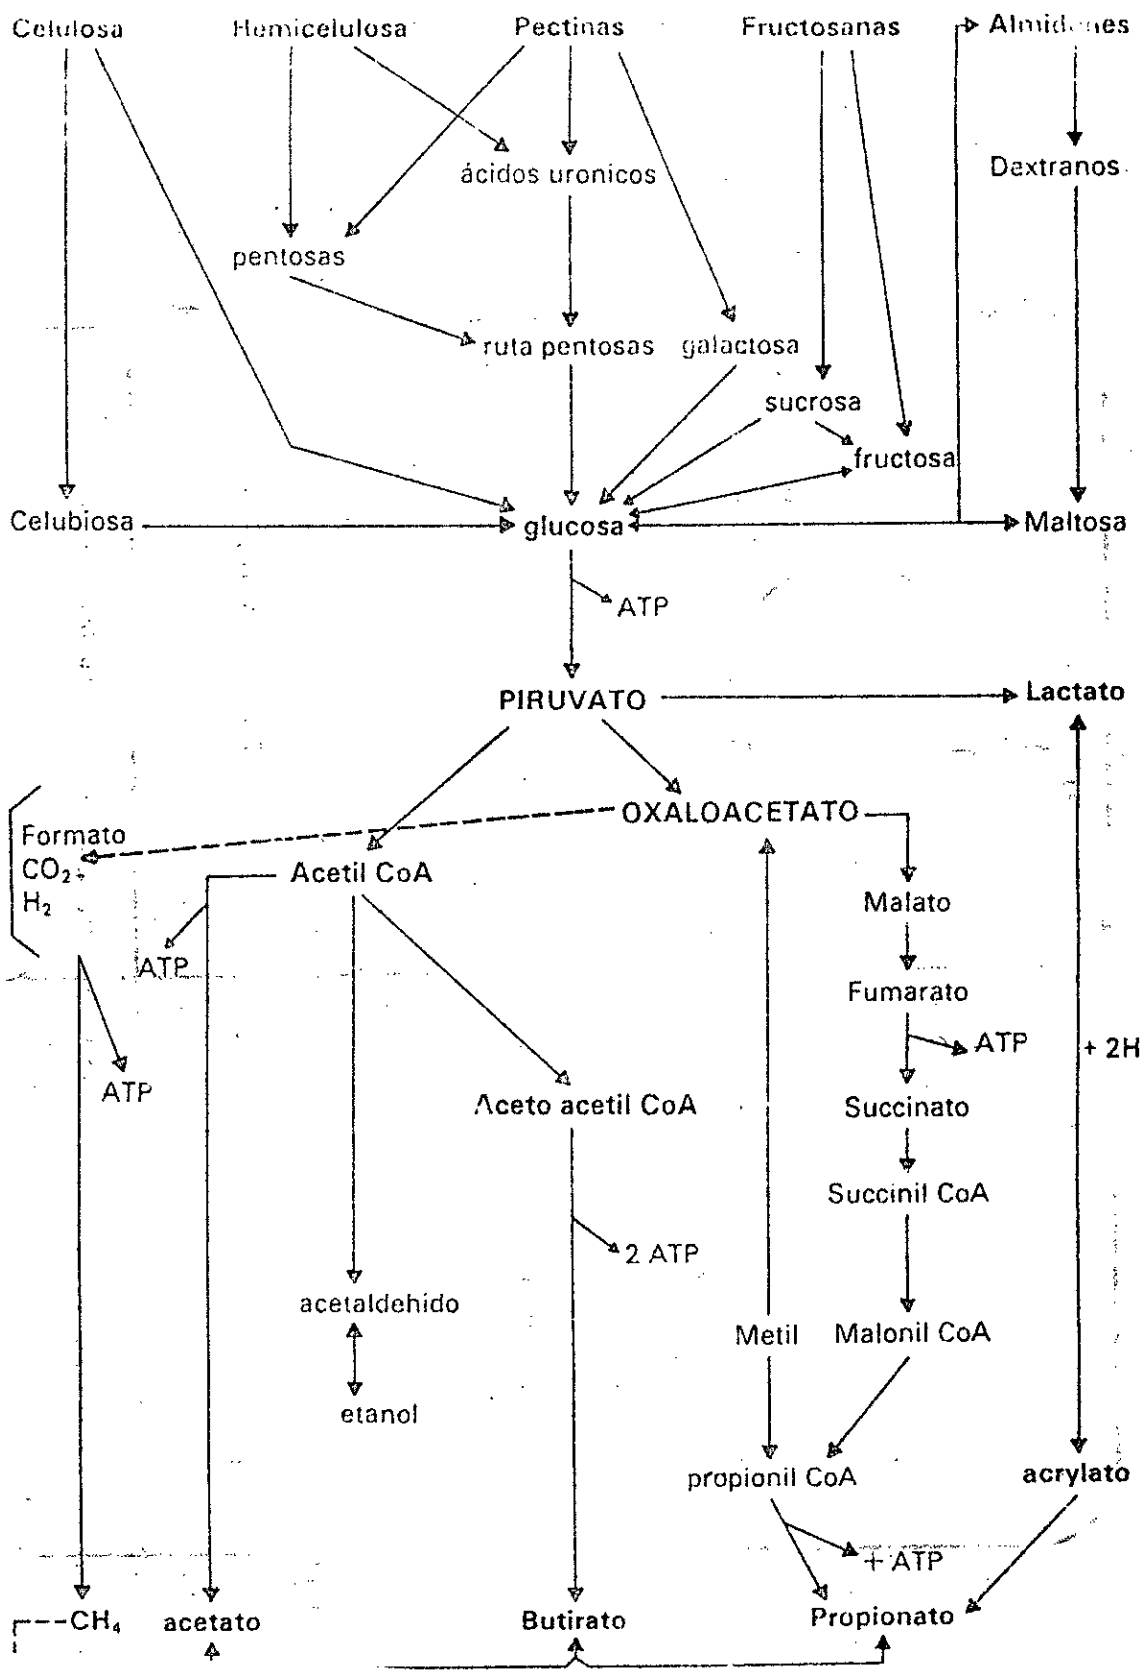 Celulosa Hemicelulosa Pectinas Fructosanas Almidones
ácidos uronicos Dextranos
pentosas
ruta pentosas galactosa
sucrosa
fructosa
Celubiosa glucosa Maltosa
ATP
PIRUVATO Lactato
OXALOACETATO
Formato
CO₂ Acetil CoA
H₂ Malato
ATP
Fumarato
ATP + 2H
ATP
Aceto acetil CoA Succinato
Succinil CoA
2 ATP
acetaldehido
Metil Malonil CoA
etanol
propionil CoA acrylato
+ ATP
CH₄ acetato Butirato Propionato